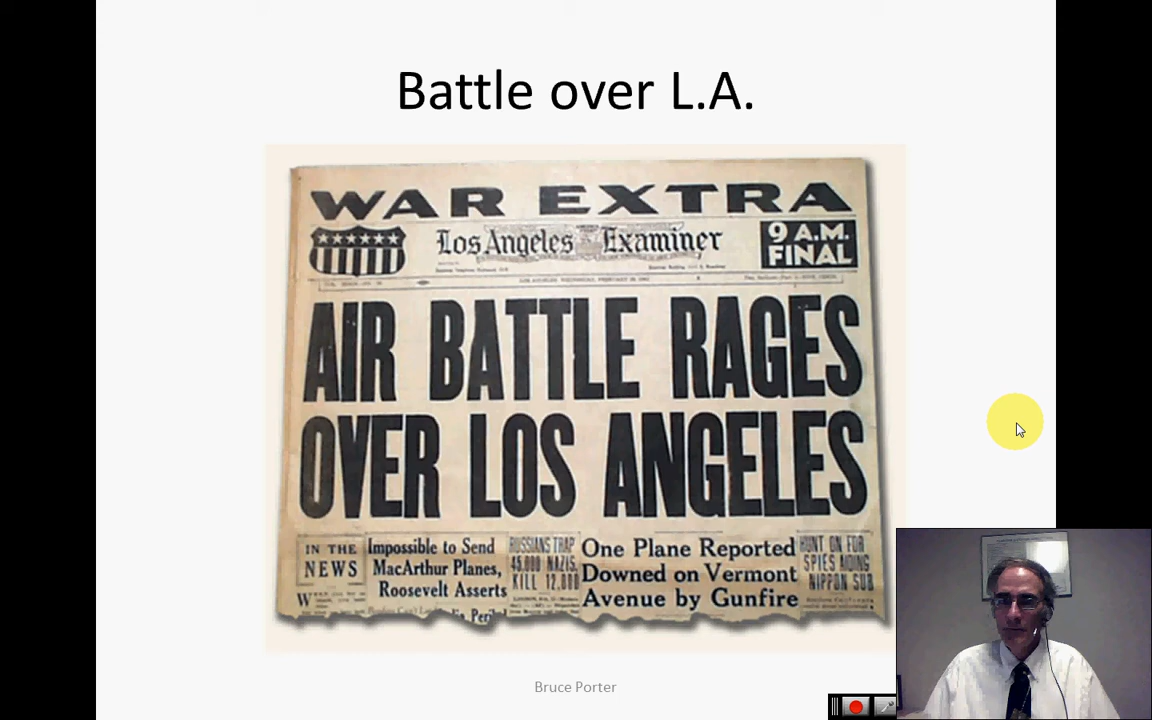 Battle over L.A.
WAR EXTRA
Los Angeles Examiner
9 A.M.
FINAL
AIR BATTLE RAGES
OVER LOS ANGELES
IN THE
NEWS
Impossible to Send
MacArthur Planes,
Roosevelt Asserts
RUSSIANS TRAP
45,000 NAZIS,
KILL 12,000
One Plane Reported
Downed on Vermont
Avenue by Gunfire
HUNT ON FOR
SPIES AIDING
NIPPON SUB
Bruce Porter